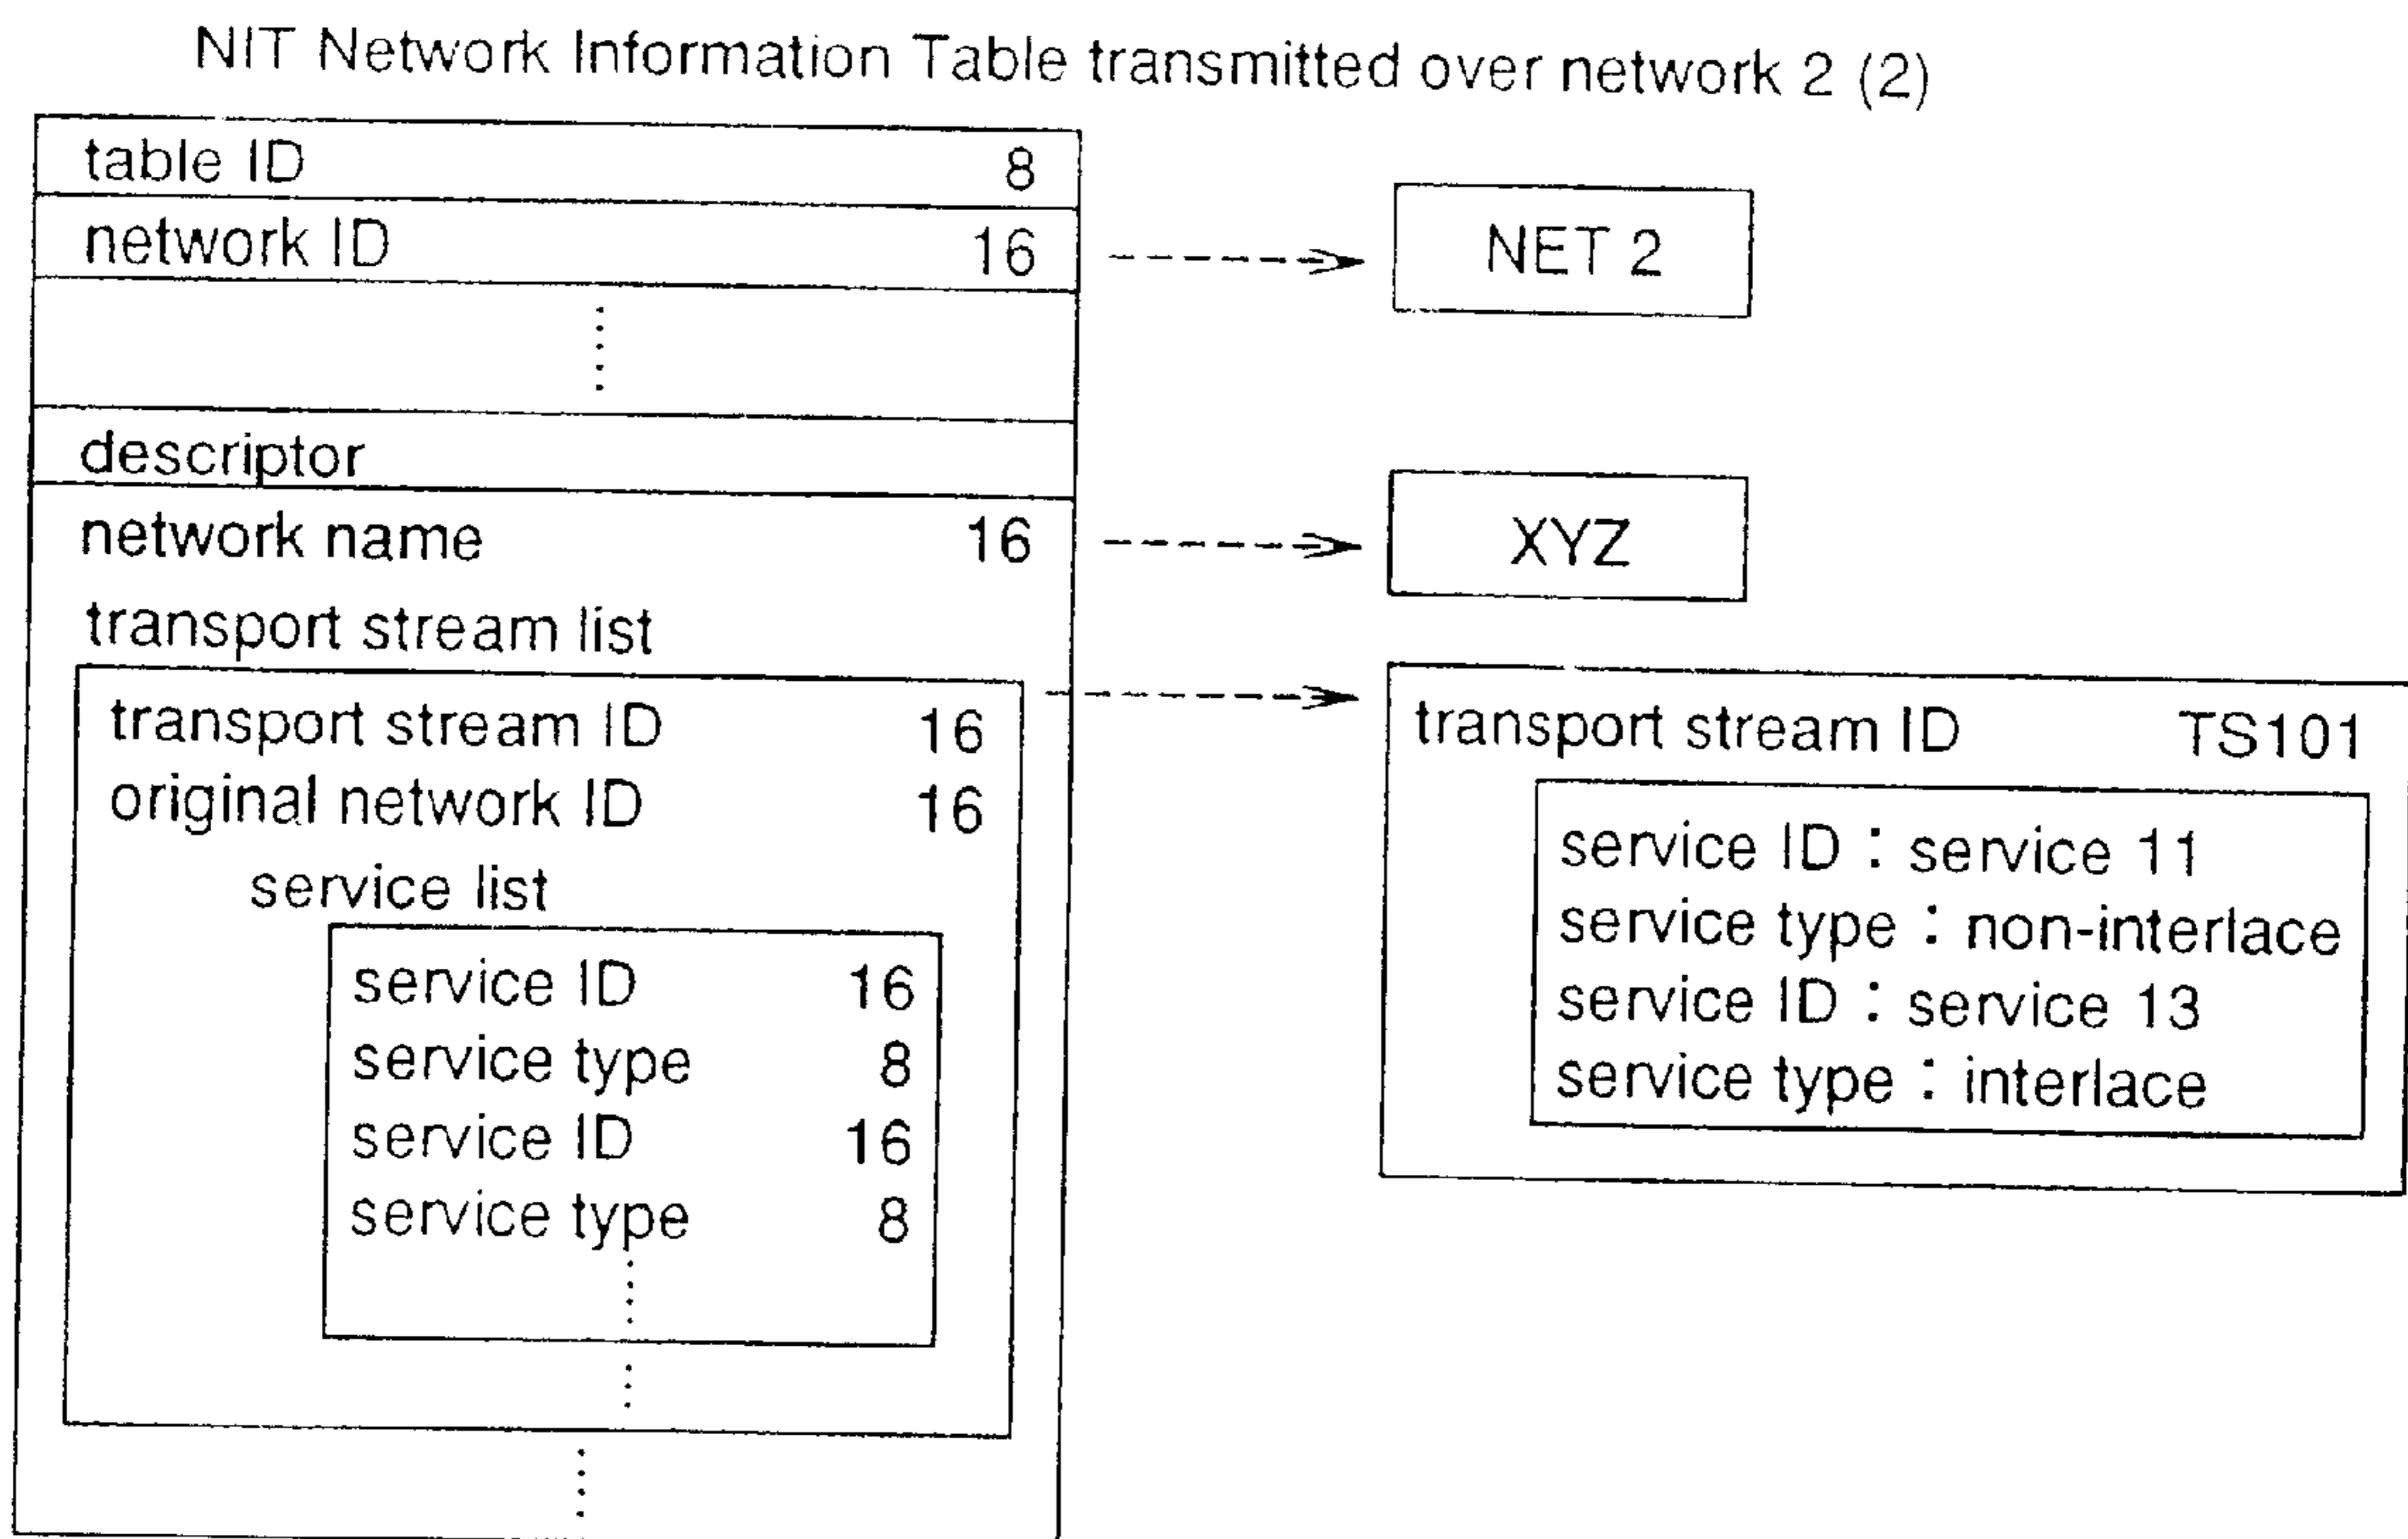 NIT Network Information Table transmitted over network 2 (2)
table ID 8
network ID 16
NET 2
descriptor
network name 16
XYZ
transport stream list
transport stream ID 16
original network ID 16
service list
service ID 16
service type 8
service ID 16
service type 8
transport stream ID TS101
service ID : service 11
service type : non-interlace
service ID : service 13
service type : interlace